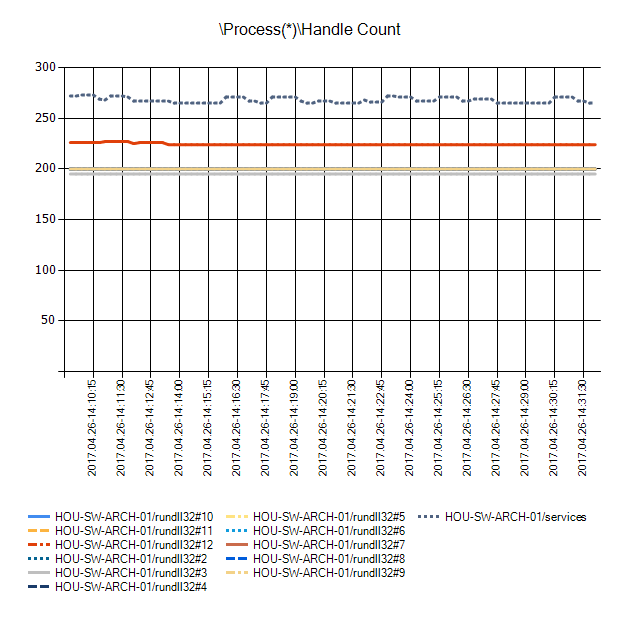 \Process(*)\Handle Count
300
250
200
150
100
50
2017.04.26-14:10:15
2017.04.26-14:11:30
2017.04.26-14:12:45
2017.04.26-14:14:00
2017.04.26-14:15:15
2017.04.26-14:16:30
2017.04.26-14:17:45
2017.04.26-14:19:00
2017.04.26-14:20:15
2017.04.26-14:21:30
2017.04.26-14:22:45
2017.04.26-14:24:00
2017.04.26-14:25:15
2017.04.26-14:26:30
2017.04.26-14:27:45
2017.04.26-14:29:00
2017.04.26-14:30:15
2017.04.26-14:31:30
HOU-SW-ARCH-01/rundll32#10
HOU-SW-ARCH-01/rundll32#11
HOU-SW-ARCH-01/rundll32#12
HOU-SW-ARCH-01/rundll32#2
HOU-SW-ARCH-01/rundll32#3
HOU-SW-ARCH-01/rundll32#4
HOU-SW-ARCH-01/rundll32#5
HOU-SW-ARCH-01/rundll32#6
HOU-SW-ARCH-01/rundll32#7
HOU-SW-ARCH-01/rundll32#8
HOU-SW-ARCH-01/rundll32#9
HOU-SW-ARCH-01/services